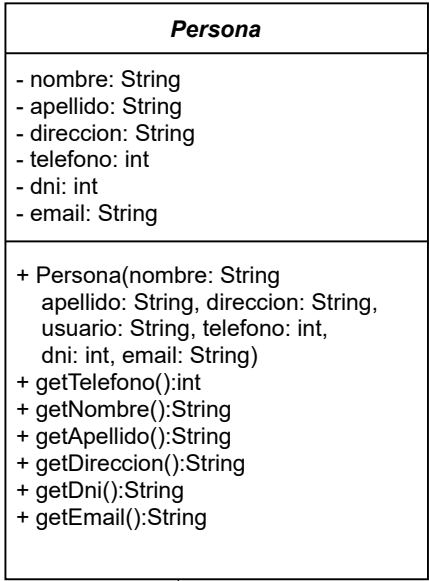 Persona
- nombre: String
- apellido: String
- direccion: String
- telefono: int
- dni: int
- email: String
+ Persona(nombre: String
apellido: String, direccion: String,
usuario: String, telefono: int,
dni: int, email: String)
+ getTelefono():int
+ getNombre():String
+ getApellido():String
+ getDireccion():String
+ getDni():String
+ getEmail():String